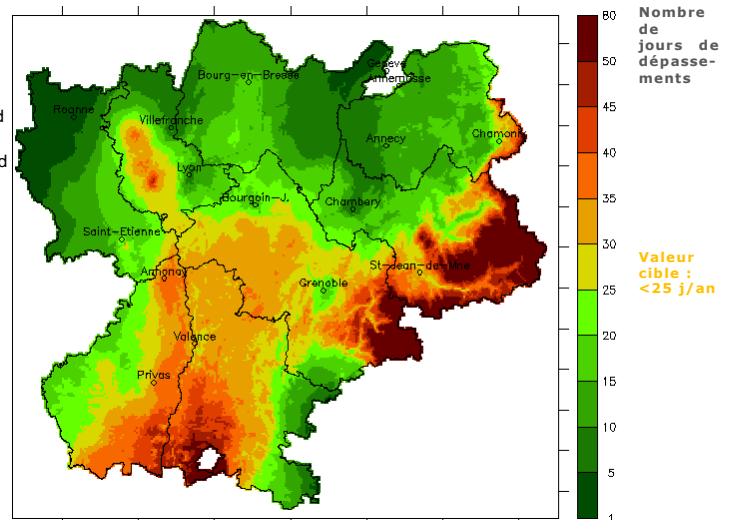 d
d
Genève
Annemasse
Bourg-en-Bresse
Roanne
Villefranche
Annecy
Chamoni
Lyon
Bourgoin-J.
Chambery
Saint-Etienne
Annonay
St-Jean-de-Mne
Grenoble
Valence
Privas
80
50
45
40
35
30
25
20
15
10
5
1
Nombre
de
jours de
dépasse-
ments
Valeur
cible :
<25 j/an